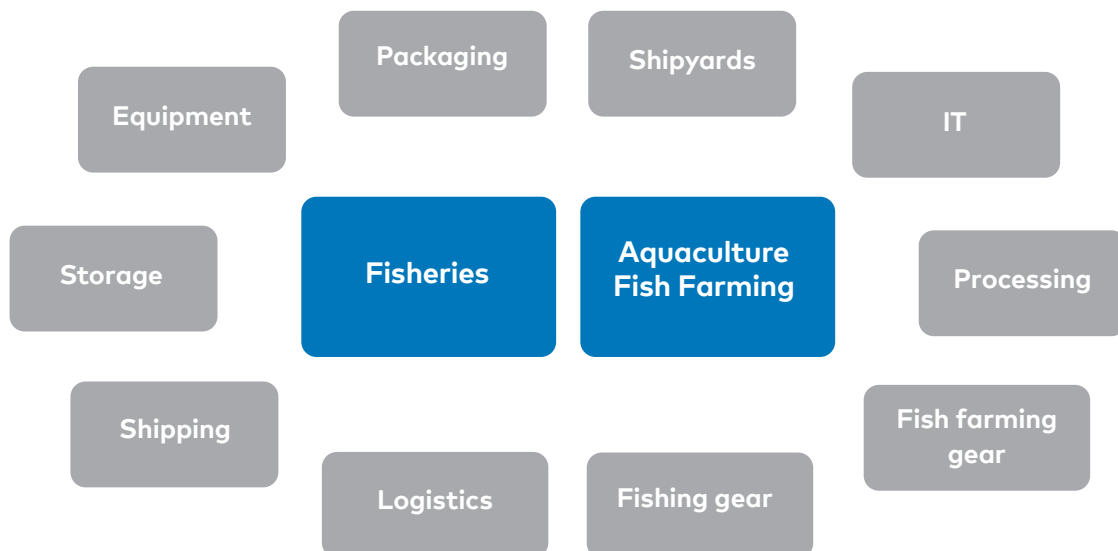 Packaging
Shipyards
Equipment
IT
Fisheries
Aquaculture
Fish Farming
Storage
Processing
Shipping
Fish farming
gear
Logistics
Fishing gear